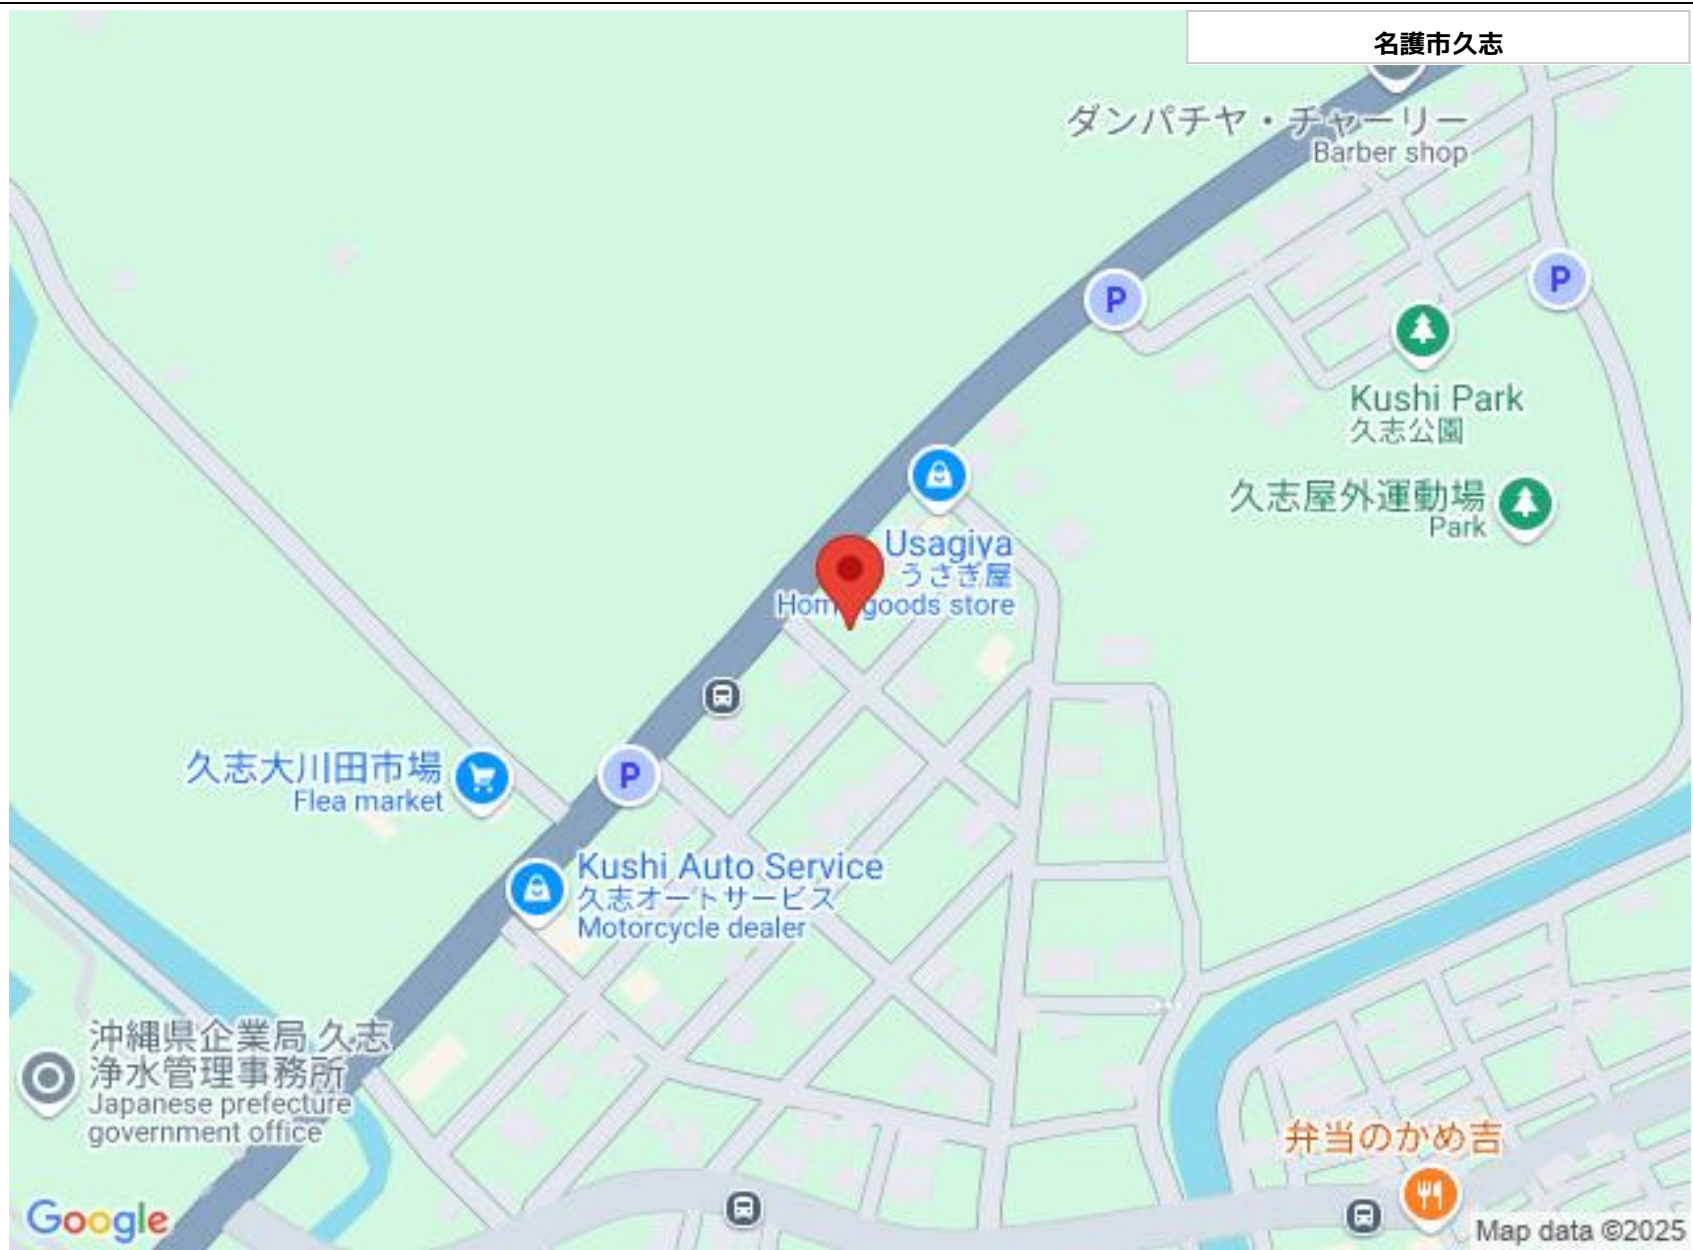 名護市久志
ダンパチヤ・チャーリー
Barber shop
P
P
Kushi Park
久志公園
久志屋外運動場
Park
Usagiya
うさぎ屋
Home goods store
久志大川田市場
Flea market
P
Kushi Auto Service
久志オートサービス
Motorcycle dealer
沖縄県企業局 久志
浄水管理事務所
Japanese prefecture
government office
弁当のかめ吉
Google
Map data ©2025